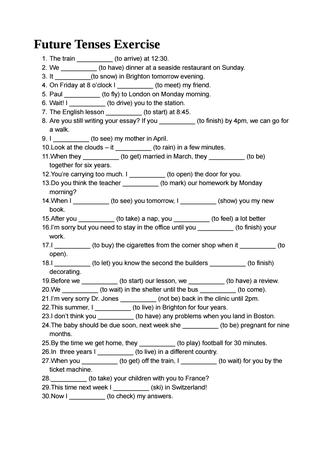 Future Tenses Exercise
1. The train __________ (to arrive) at 12:30.
2. We __________ (to have) dinner at a seaside restaurant on Sunday.
3. It __________(to snow) in Brighton tomorrow evening.
4. On Friday at 8 o'clock I __________ (to meet) my friend.
5. Paul __________ (to fly) to London on Monday morning.
6. Wait! I __________ (to drive) you to the station.
7. The English lesson __________ (to start) at 8:45.
8. Are you still writing your essay? If you __________ (to finish) by 4pm, we can go for
a walk.
9. I __________ (to see) my mother in April.
10.Look at the clouds – it __________ (to rain) in a few minutes.
11.When they __________ (to get) married in March, they __________ (to be)
together for six years.
12.You're carrying too much. I __________ (to open) the door for you.
13.Do you think the teacher __________ (to mark) our homework by Monday
morning?
14.When I __________ (to see) you tomorrow, I __________ (show) you my new
book.
15.After you __________ (to take) a nap, you __________ (to feel) a lot better
16.I'm sorry but you need to stay in the office until you __________ (to finish) your
work.
17.I __________ (to buy) the cigarettes from the corner shop when it __________ (to
open).
18.I __________ (to let) you know the second the builders __________ (to finish)
decorating.
19.Before we __________ (to start) our lesson, we __________ (to have) a review.
20.We __________ (to wait) in the shelter until the bus __________ (to come).
21.I'm very sorry Dr. Jones __________ (not be) back in the clinic until 2pm.
22.This summer, I __________ (to live) in Brighton for four years.
23.I don't think you __________ (to have) any problems when you land in Boston.
24.The baby should be due soon, next week she __________ (to be) pregnant for nine
months.
25.By the time we get home, they __________ (to play) football for 30 minutes.
26.In three years I __________ (to live) in a different country.
27.When you __________ (to get) off the train, I __________ (to wait) for you by the
ticket machine.
28.__________ (to take) your children with you to France?
29.This time next week I __________ (ski) in Switzerland!
30.Now I __________ (to check) my answers.